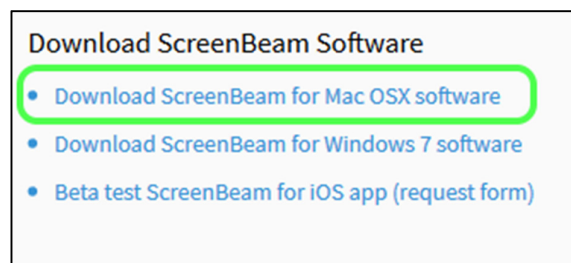 Download ScreenBeam Software
• Download ScreenBeam for Mac OSX software
• Download ScreenBeam for Windows 7 software
• Beta test ScreenBeam for iOS app (request form)